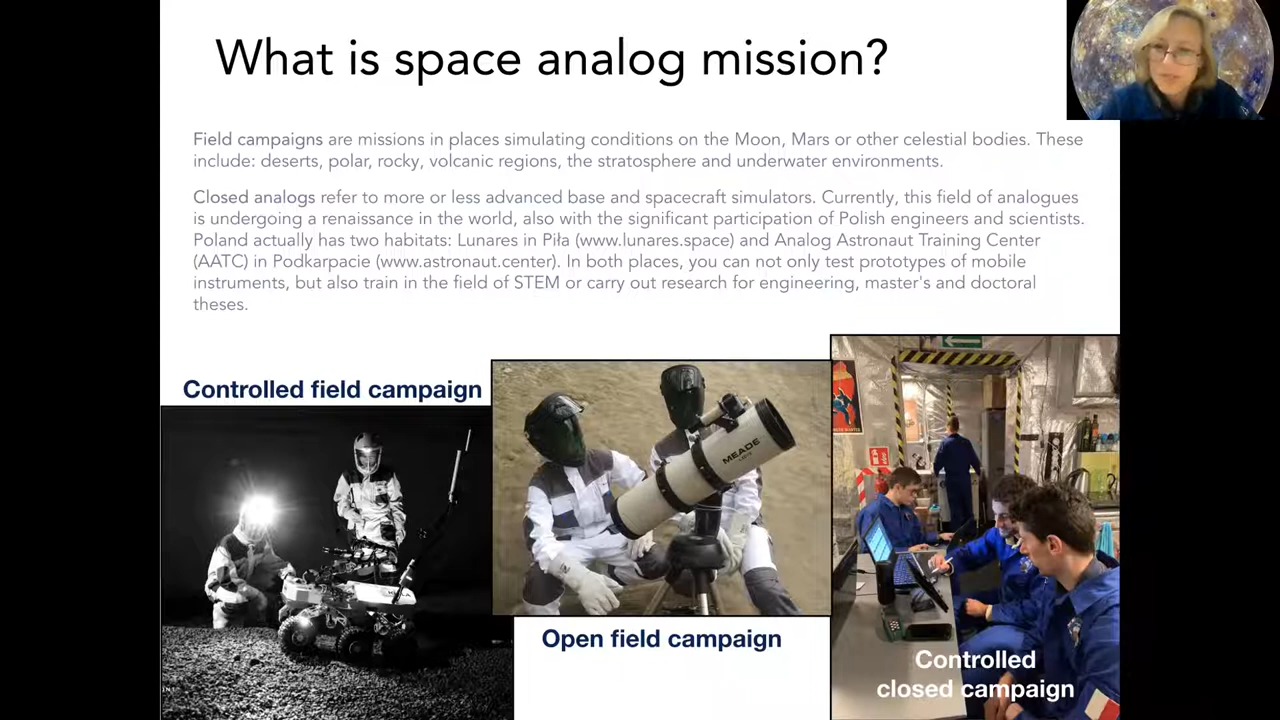 What is space analog mission?
Field campaigns are missions in places simulating conditions on the Moon, Mars or other celestial bodies. These
include: deserts, polar, rocky, volcanic regions, the stratosphere and underwater environments.
Closed analogs refer to more or less advanced base and spacecraft simulators. Currently, this field of analogues
is undergoing a renaissance in the world, also with the significant participation of Polish engineers and scientists.
Poland actually has two habitats: Lunares in Piła (www.lunares.space) and Analog Astronaut Training Center
(AATC) in Podkarpacie (www.astronaut.center). In both places, you can not only test prototypes of mobile
instruments, but also train in the field of STEM or carry out research for engineering, master's and doctoral
theses.
Controlled field campaign
MEADE
Open field campaign
Controlled
closed campaign